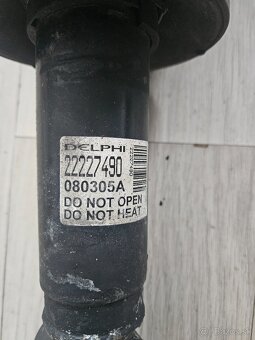 DELPHI
22227490
080305A
DO NOT OPEN
DO NOT HEAT